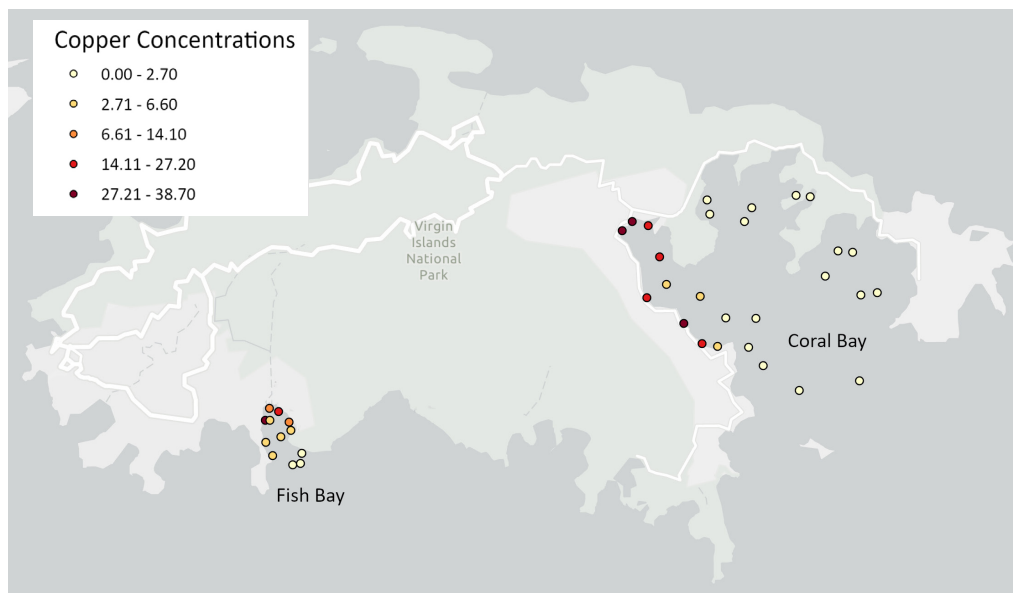 Copper Concentrations
0.00 - 2.70
2.71 - 6.60
6.61 - 14.10
14.11 - 27.20
27.21 - 38.70
Virgin
Islands
National
Park
Coral Bay
Fish Bay